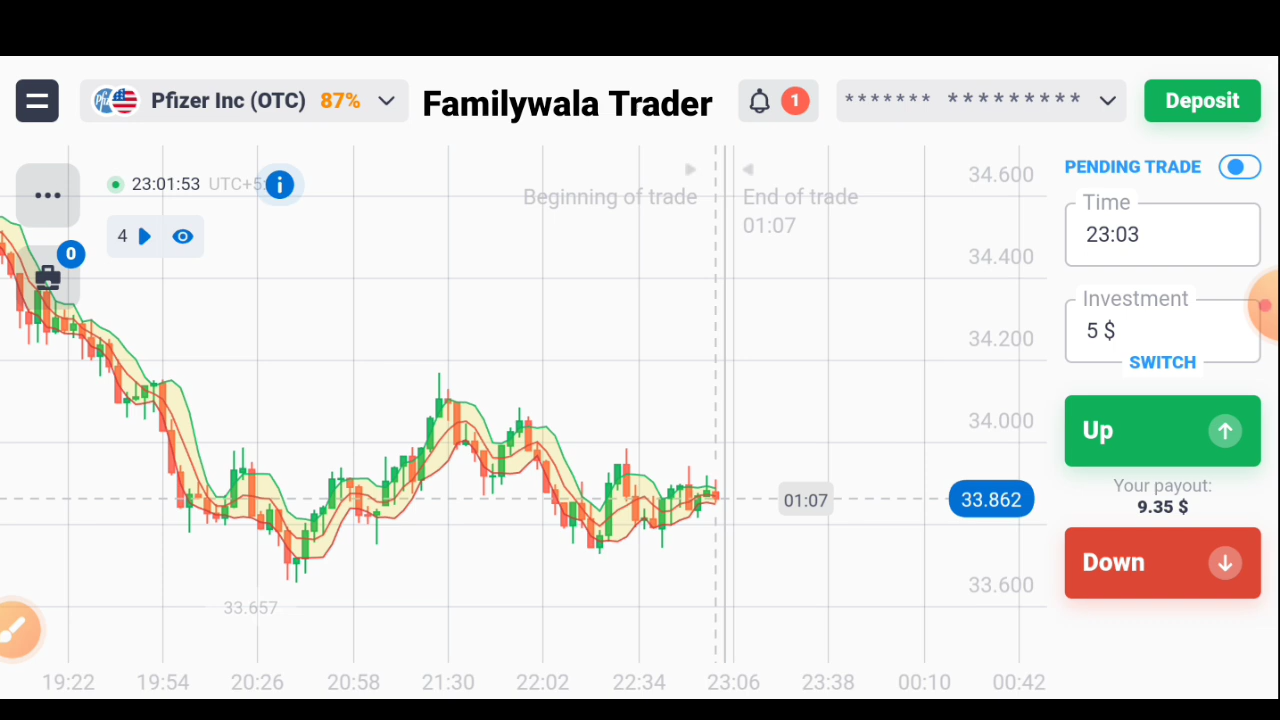 Pfizer Inc (OTC) 87%
Familywala Trader
1
******* *********
Deposit
23:01:53 UTC+5
4
0
Beginning of trade
End of trade
01:07
PENDING TRADE
Time
23:03
Investment
5 $
SWITCH
Up
Your payout:
9.35 $
Down
34.600
34.400
34.200
34.000
33.862
33.600
01:07
33.657
19:22 19:54 20:26 20:58 21:30 22:02 22:34 23:06 23:38 00:10 00:42